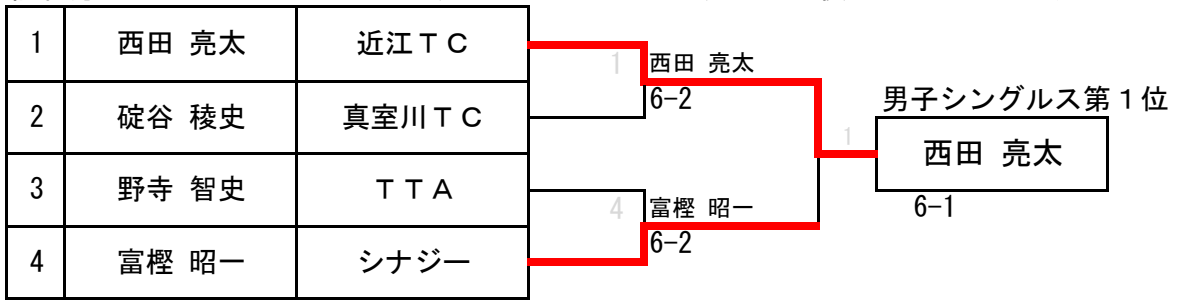 1 西田 亮太 近江ＴＣ
2 碇谷 稜史 真室川ＴＣ
3 野寺 智史 ＴＴＡ
4 富樫 昭一 シナジー
1 西田 亮太
6-2
4 富樫 昭一
6-2
男子シングルス第１位
1 西田 亮太
6-1